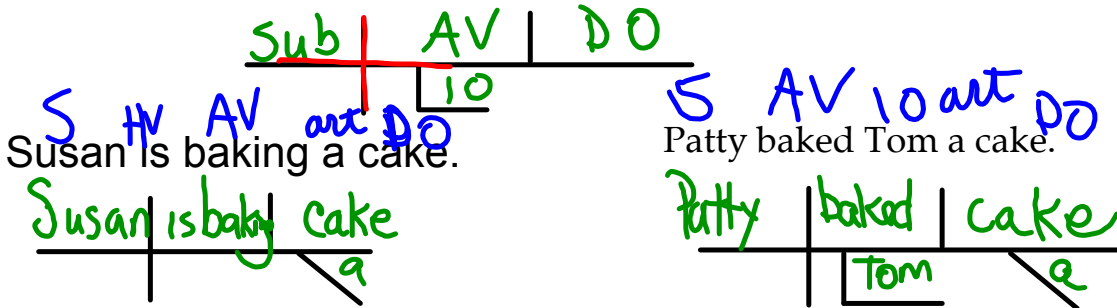 Sub AV DO
IO
S HV AV art DO
Susan is baking a cake.
S AV IO art DO
Patty baked Tom a cake.
Susan is baking cake
a
Patty baked cake
Tom a